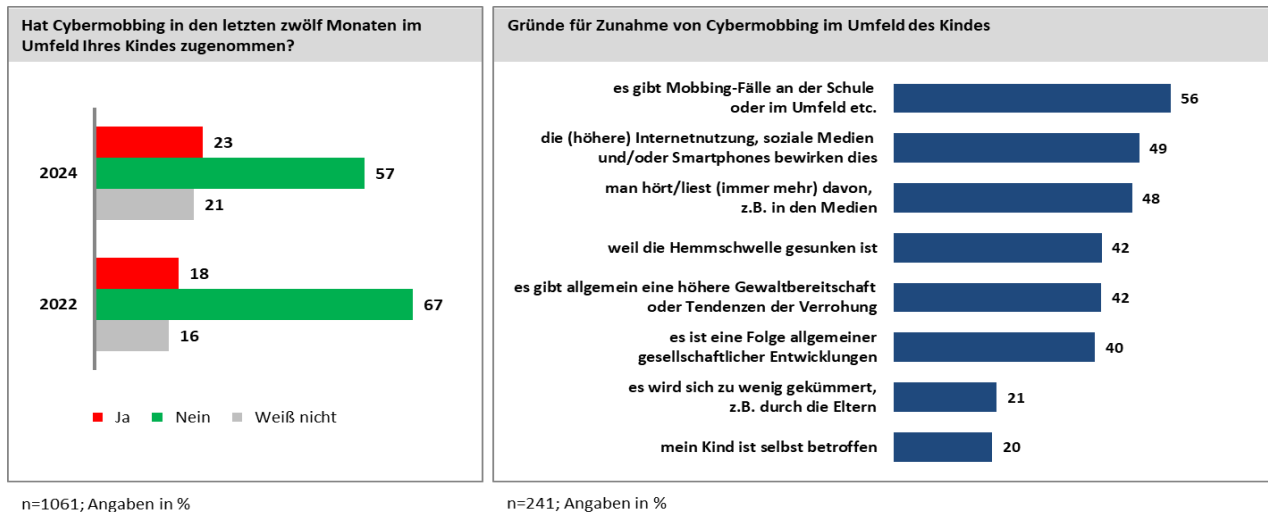 Hat Cybermobbing in den letzten zwölf Monaten im
Umfeld Ihres Kindes zugenommen?
2024
23
57
21
2022
18
67
16
Ja
Nein
Weiß nicht
n=1061; Angaben in %
Gründe für Zunahme von Cybermobbing im Umfeld des Kindes
es gibt Mobbing-Fälle an der Schule
oder im Umfeld etc.
56
die (höhere) Internetnutzung, soziale Medien
und/oder Smartphones bewirken dies
49
man hört/liest (immer mehr) davon,
z.B. in den Medien
48
weil die Hemmschwelle gesunken ist
42
es gibt allgemein eine höhere Gewaltbereitschaft
oder Tendenzen der Verrohung
42
es ist eine Folge allgemeiner
gesellschaftlicher Entwicklungen
40
es wird sich zu wenig gekümmert,
z.B. durch die Eltern
21
mein Kind ist selbst betroffen
20
n=241; Angaben in %